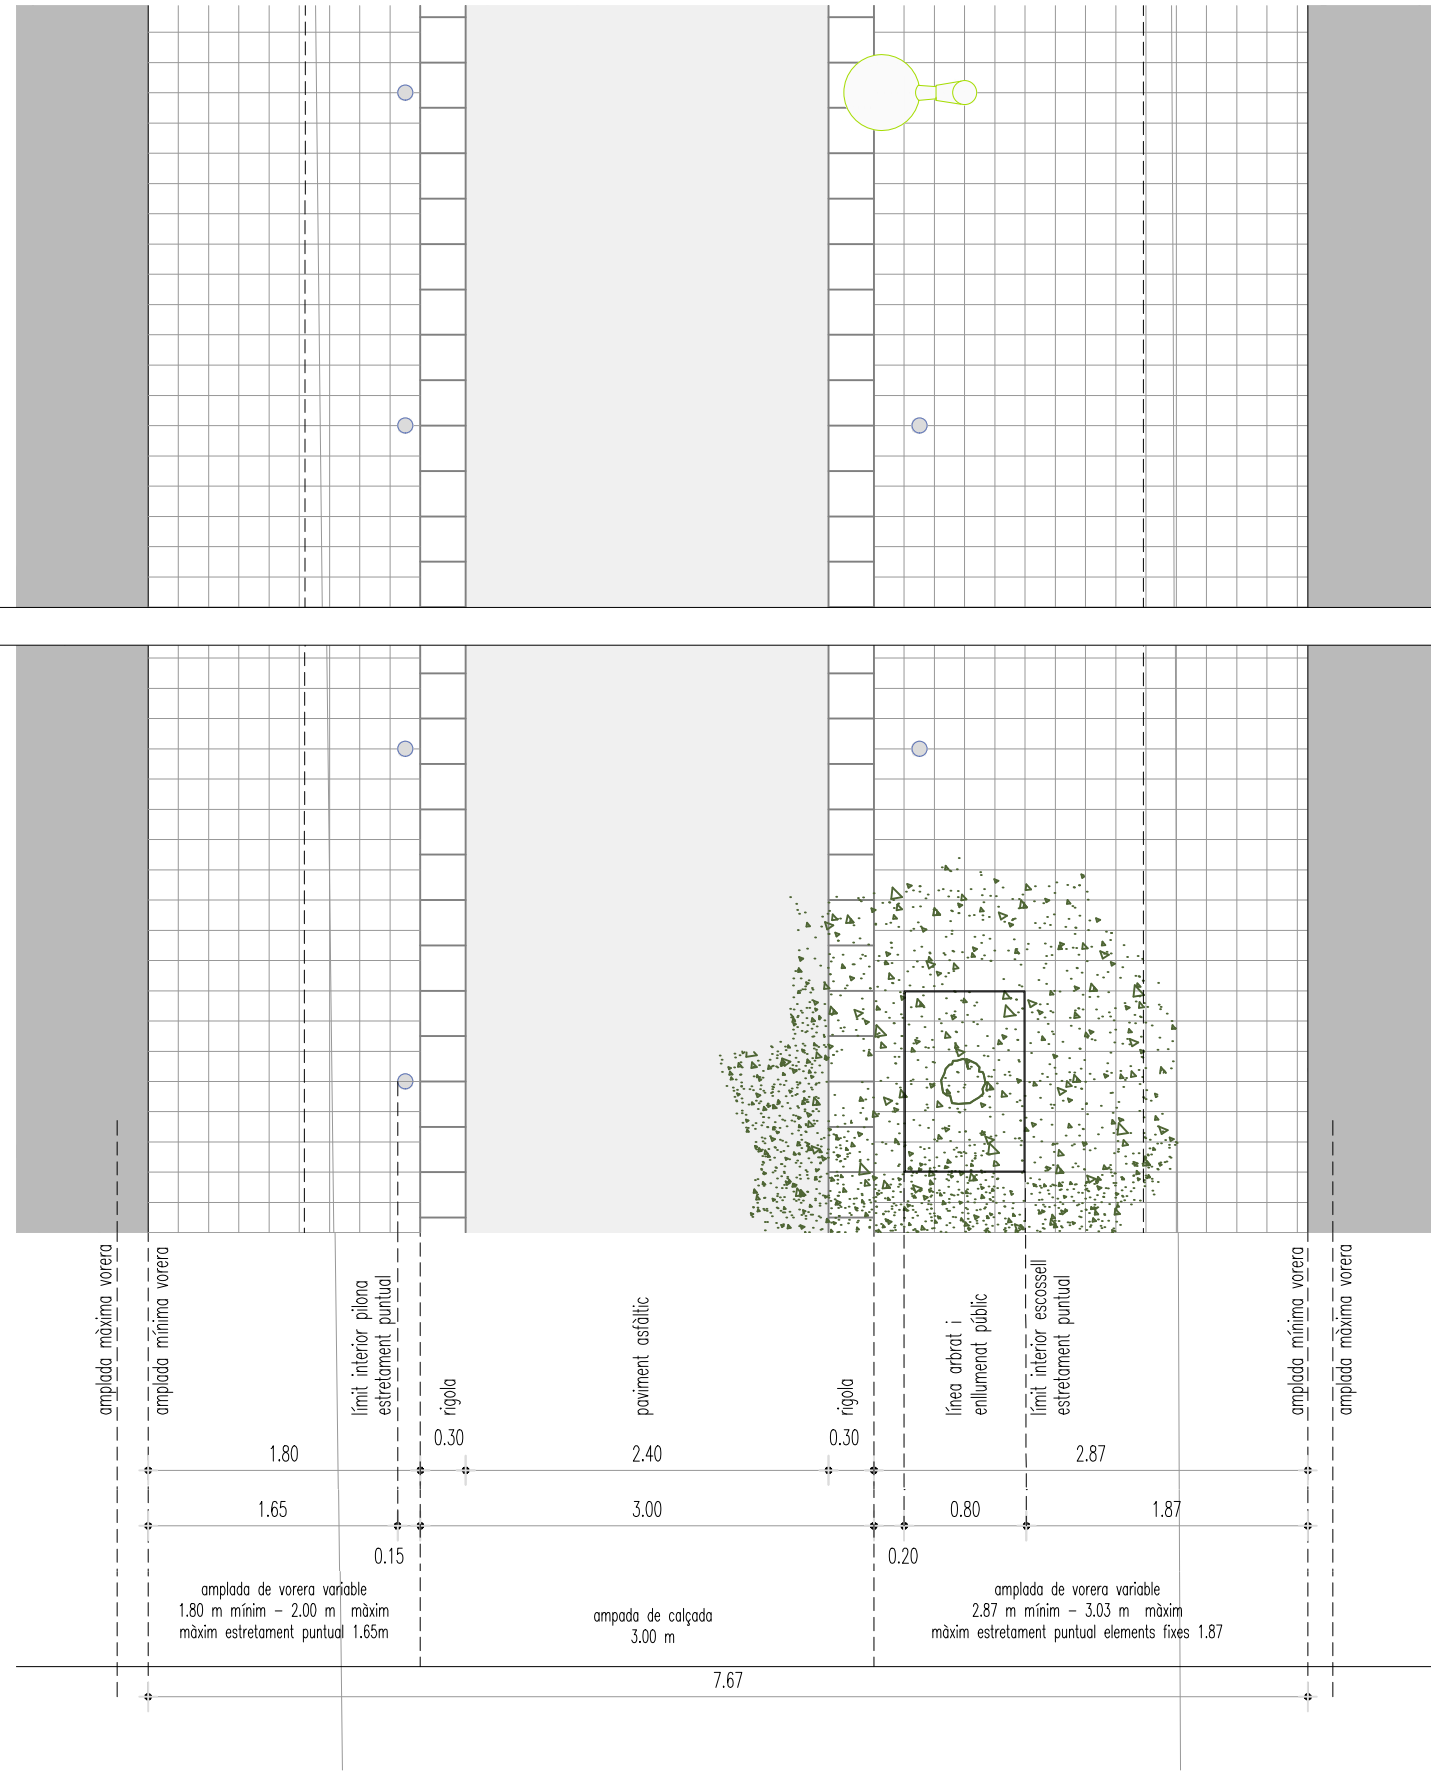 amplada màxima vorera
amplada mínima vorera
límit interior pilona
estretament puntual
rigola
paviment asfàltic
rigola
línea arbrat i
enllumenat públic
límit interior escossell
estretament puntual
amplada mínima vorera
amplada màxima vorera
0.30
0.30
1.80
2.40
2.87
1.65
3.00
0.80
1.87
0.15
0.20
amplada de vorera variable
1.80 m mínim – 2.00 m màxim
màxim estretament puntual 1.65m
ampada de calçada
3.00 m
amplada de vorera variable
2.87 m mínim – 3.03 m màxim
màxim estretament puntual elements fixes 1.87
7.67